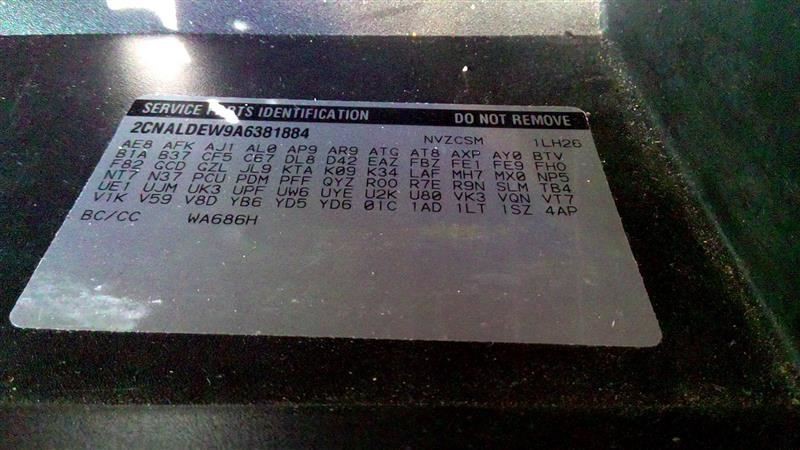 SERVICE PARTS IDENTIFICATION DO NOT REMOVE
2CNALDEW9A6381884 NVZCSM 1LH26
AE8 AFK AJ1 AL0 AP9 AR9 ATG AT8 AXP AY0 BTV
B1A B37 CF5 C67 DL8 D42 EAZ FBZ FE1 FE9 FHO
F82 GCD GZL JL9 KTA K09 K34 LAF MH7 MX0 NP5
NT7 N37 PCU PDM PFF QYZ ROO R7E R9N SLM TB4
UE1 UJM UK3 UPF UW6 UYE U2K U80 VK3 VQN VT7
V1K V59 V8D YB6 YD5 YD6 01C 1AD 1LT 1SZ 4AP
BC/CC WA686H